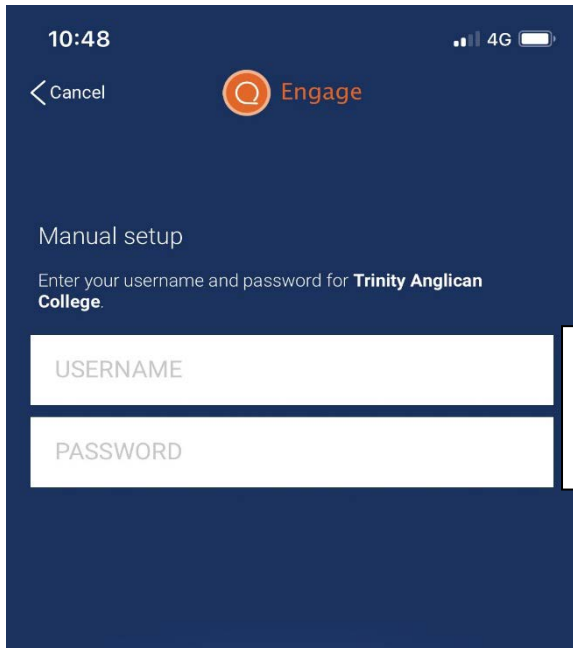 10:48 4G
Cancel Engage
Manual setup
Enter your username and password for Trinity Anglican
College.
USERNAME
PASSWORD